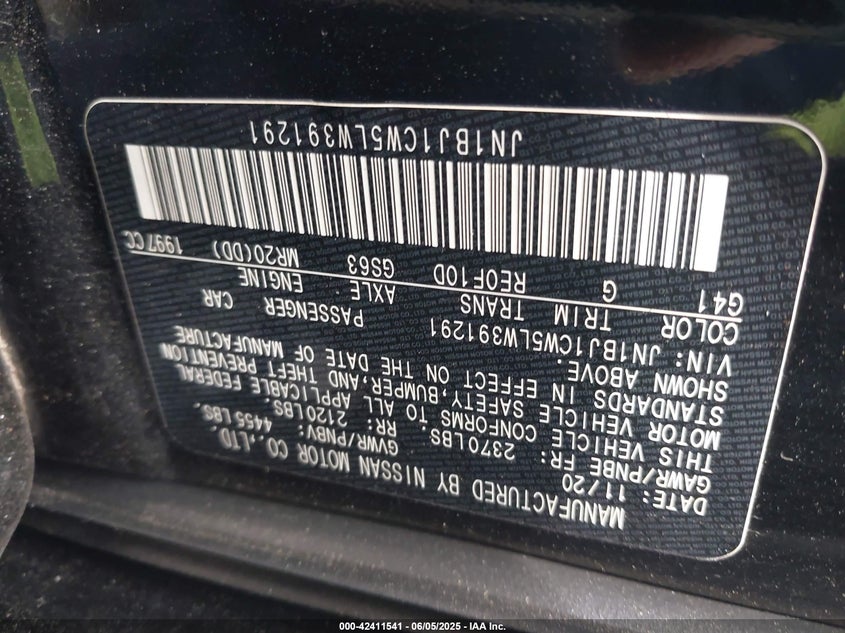 MANUFACTURED BY NISSAN MOTOR CO.,LTD.
DATE: 11/20 GVWR/PNBV: 4455 LBS.
GAWR/PNBE FR: 2370LBS RR: 2120LBS
THIS VEHICLE CONFORMS TO ALL APPLICABLE FEDERAL
MOTOR VEHICLE SAFETY,BUMPER,AND THEFT PREVENTION
STANDARDS IN EFFECT ON THE DATE OF MANUFACTURE
SHOWN ABOVE.
VIN: JN1BJ1CW5LW391291 PASSENGER CAR
COLOR TRIM TRANS AXLE ENGINE
G41 G RE0F10D GS63 MR20(DD) 1997CC
JN1BJ1CW5LW391291
000-42411541 - 06/05/2025 - IAA Inc.